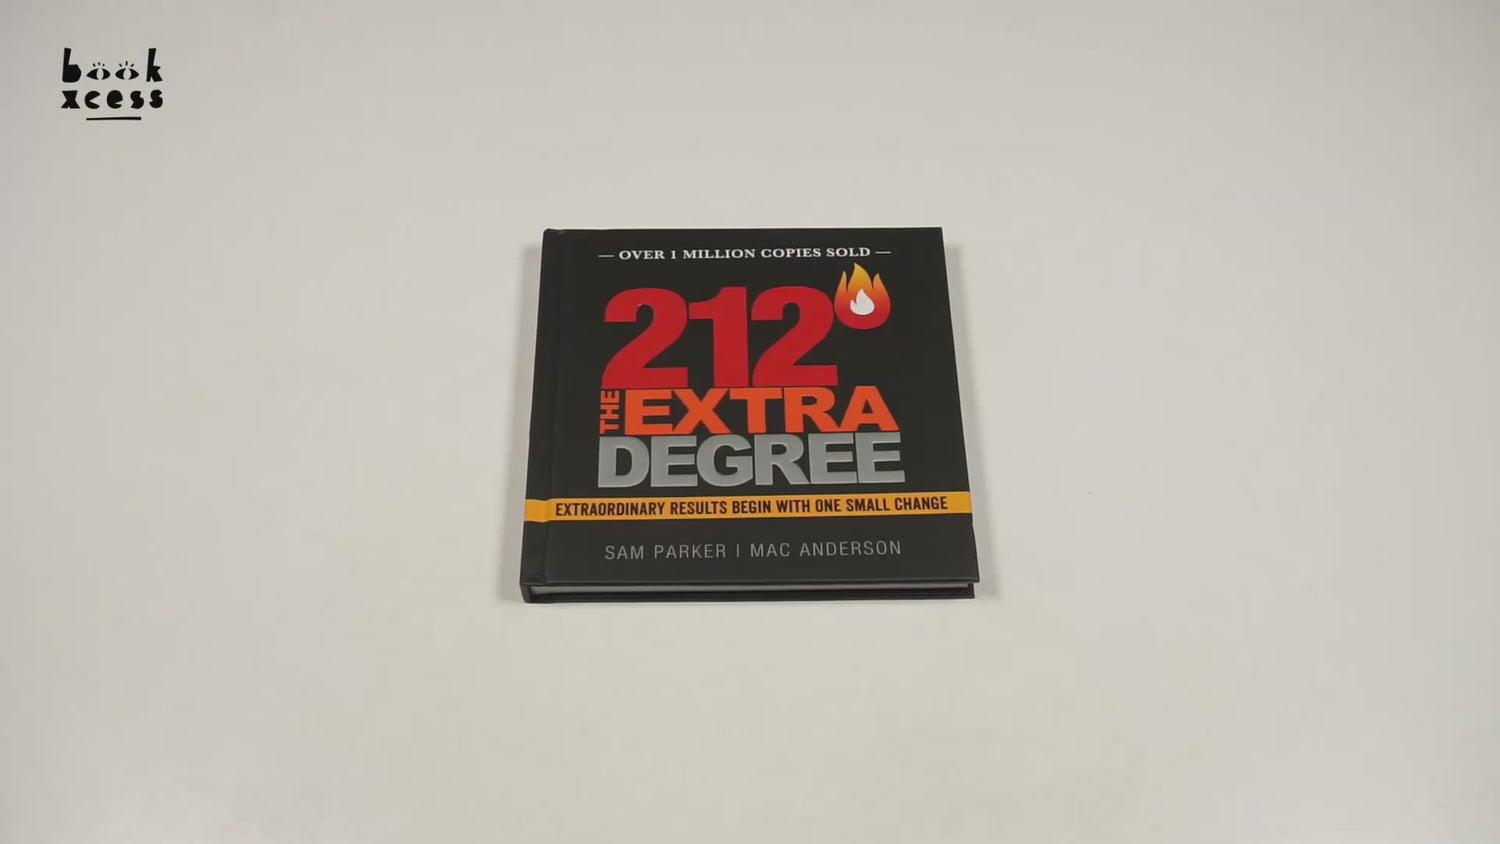 book
xcess
— OVER 1 MILLION COPIES SOLD —
212
THE EXTRA
DEGREE
EXTRAORDINARY RESULTS BEGIN WITH ONE SMALL CHANGE
SAM PARKER | MAC ANDERSON